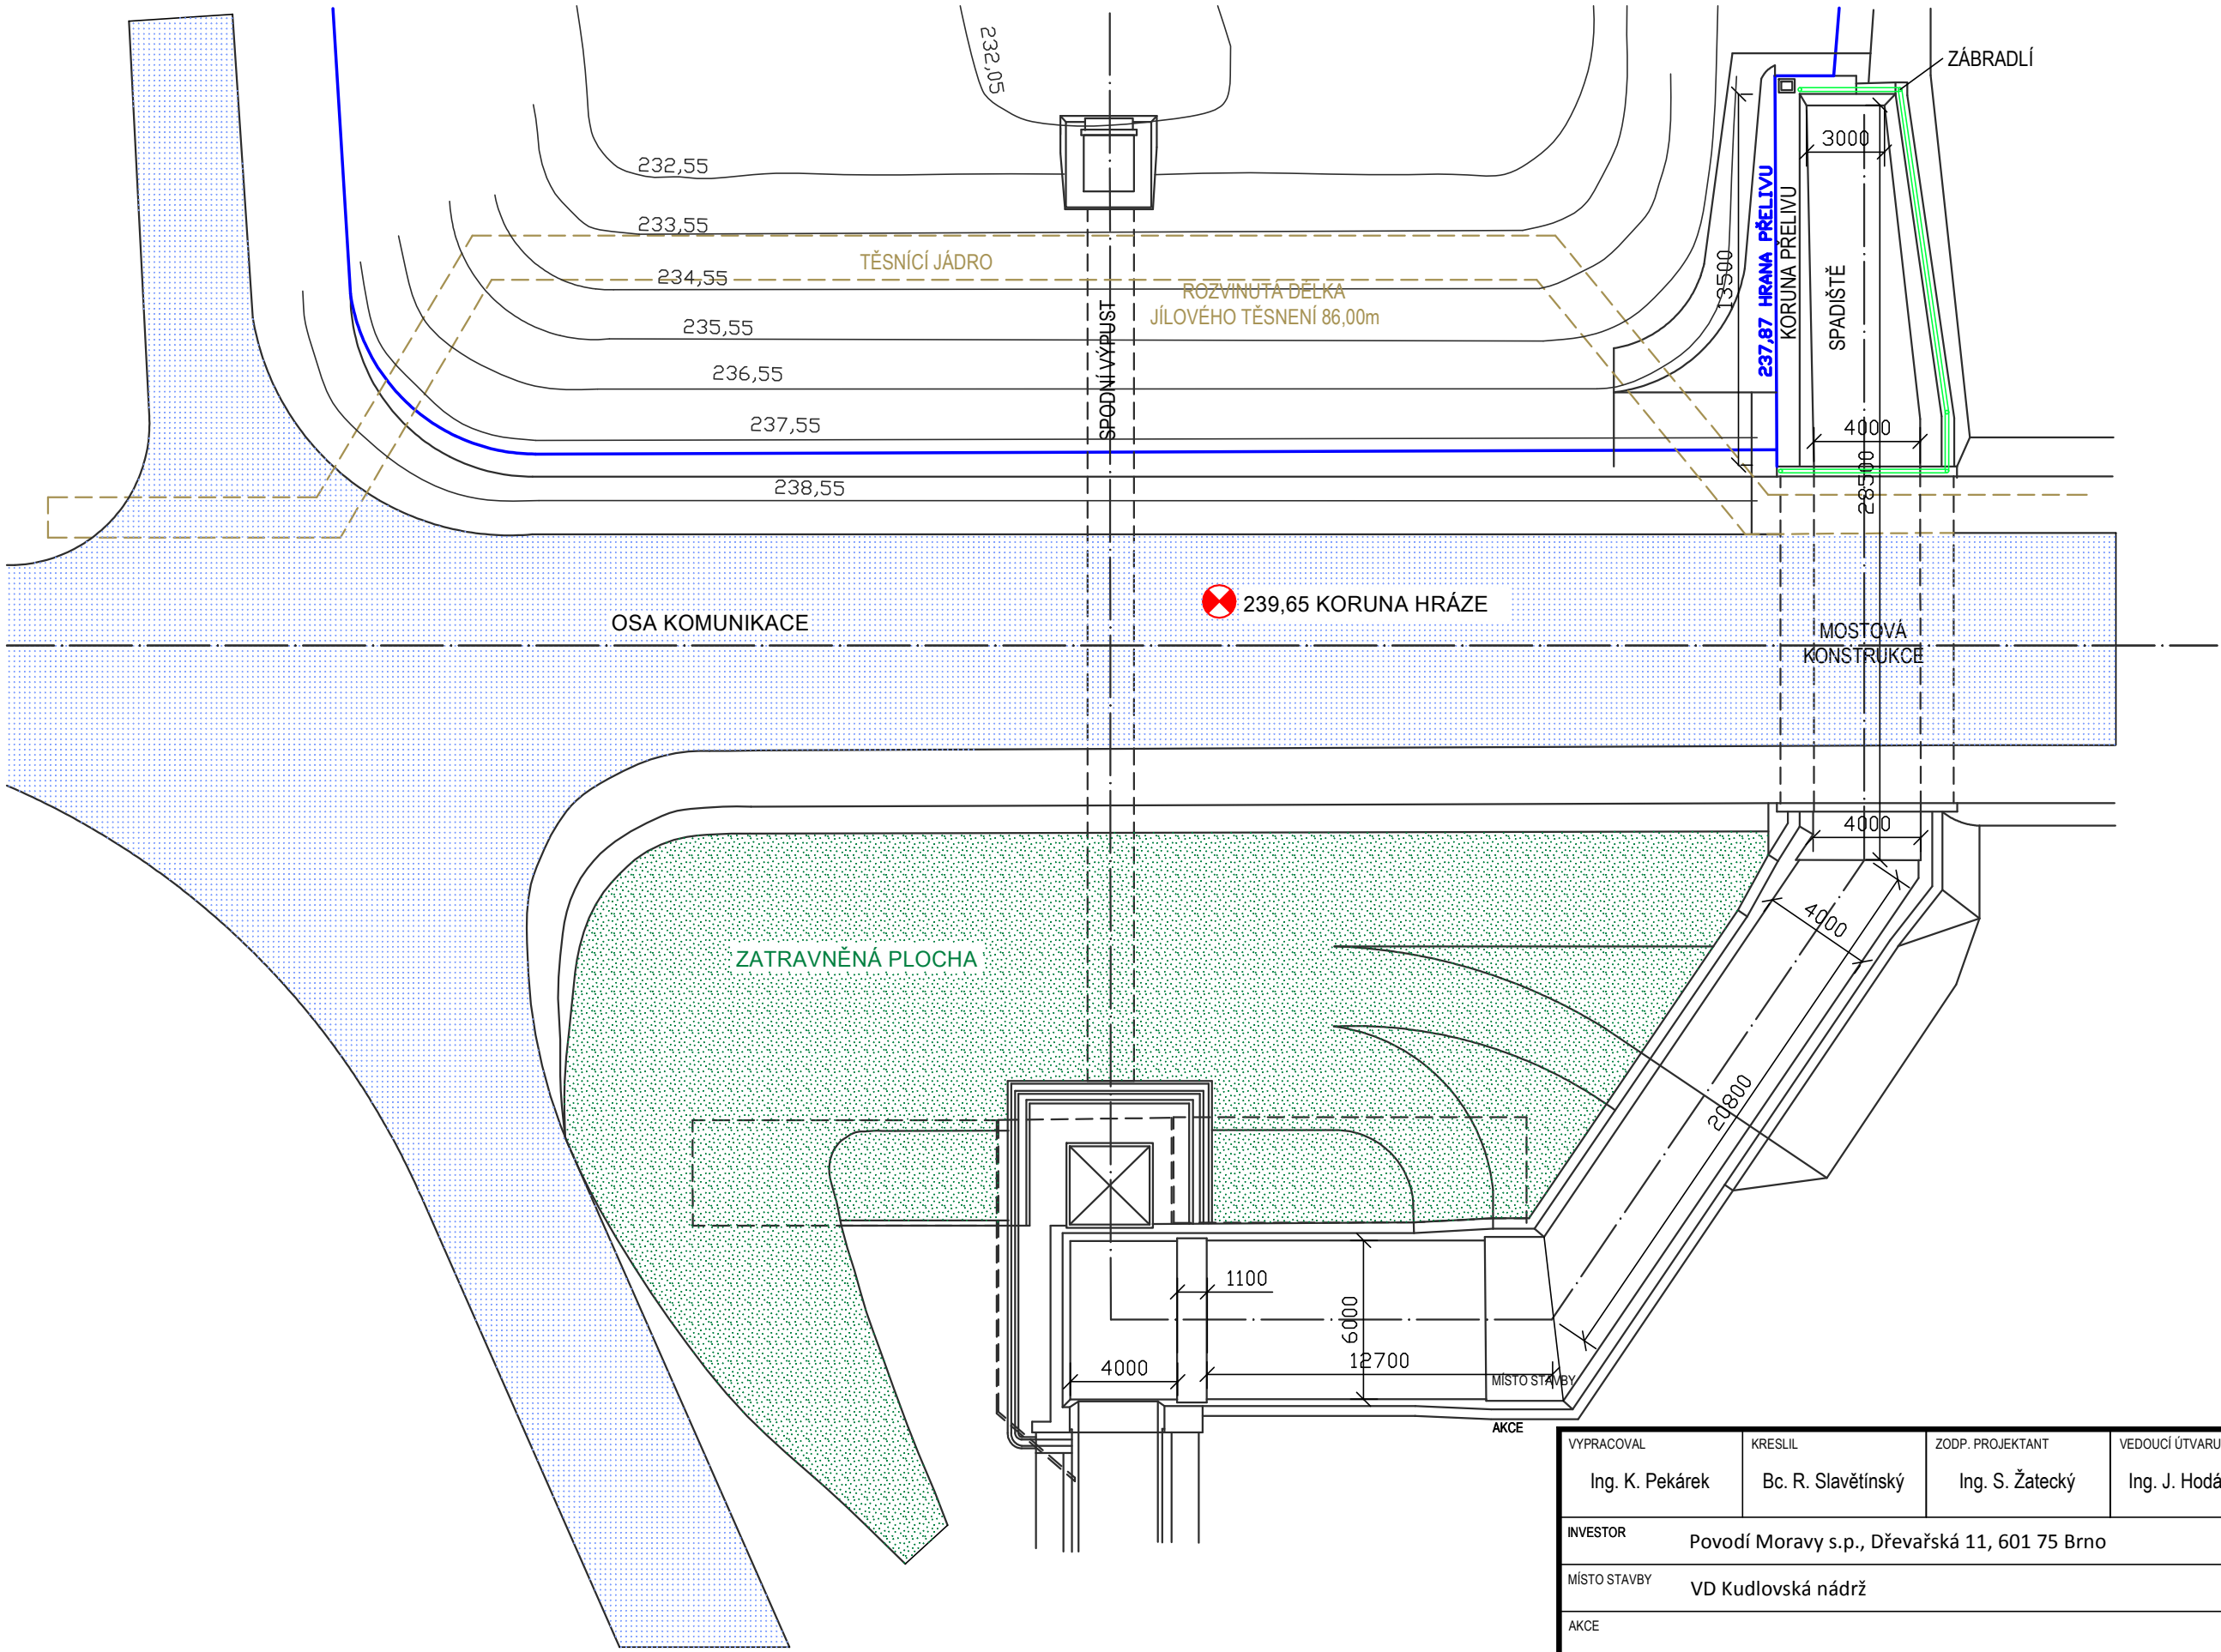 232,05
ZÁBRADLÍ
232,55
3000
233,55
TĚSNÍCÍ JÁDRO
234,55
ROZVINUTÁ DÉLKA
JÍLOVÉHO TĚSNENÍ 86,00m
235,55
SPODNÍ VÝPUST
13500
237,87 HRANA PŘELIVU
KORUNA PŘELIVU
SPADIŠTĚ
236,55
237,55
4000
238,55
28500
239,65 KORUNA HRÁZE
OSA KOMUNIKACE
MOSTOVÁ
KONSTRUKCE
4000
4000
ZATRAVNĚNÁ PLOCHA
20800
1100
6000
4000
12700
MÍSTO STAVBY
AKCE
VYPRACOVAL
KRESLIL
ZODP. PROJEKTANT
VEDOUCÍ ÚTVARU
Ing. K. Pekárek
Bc. R. Slavětínský
Ing. S. Žatecký
Ing. J. Hodá
INVESTOR
Povodí Moravy s.p., Dřevařská 11, 601 75 Brno
MÍSTO STAVBY
VD Kudlovská nádrž
AKCE